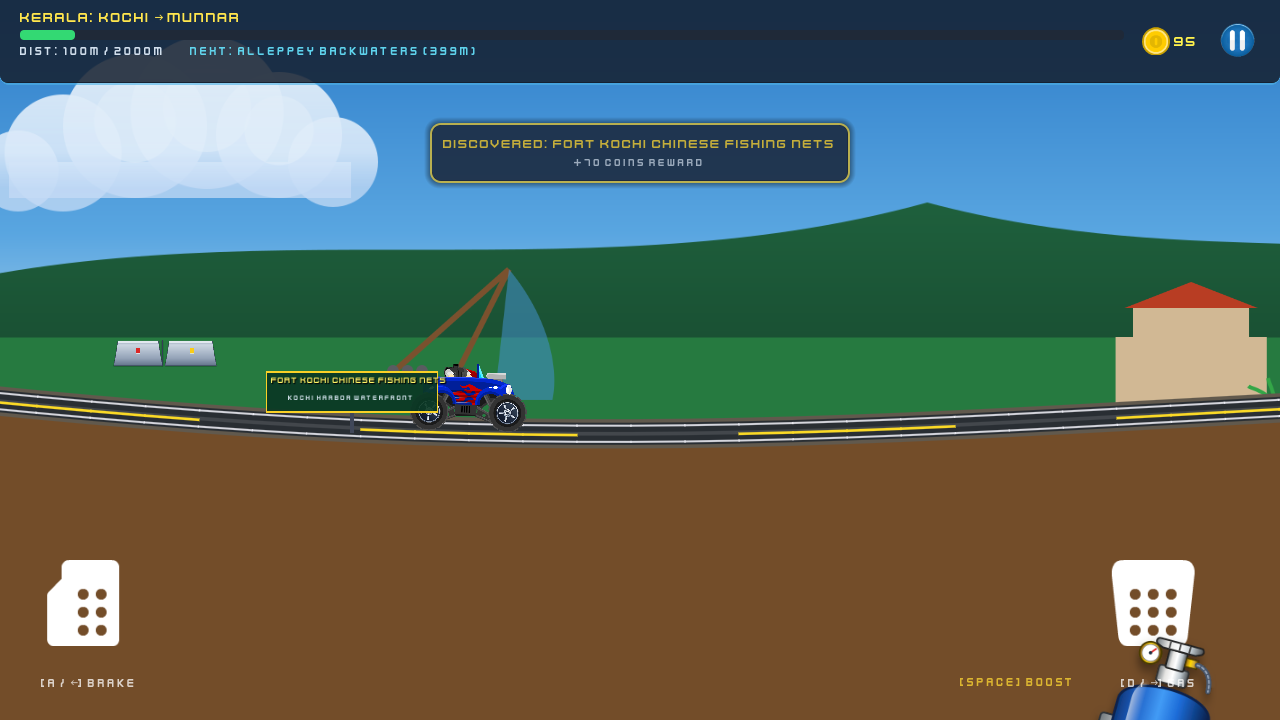 KERALA: KOCHI → MUNNAR
DIST: 100M / 2000M
NEXT: ALLEPPEY BACKWATERS (399M)
95
DISCOVERED: FORT KOCHI CHINESE FISHING NETS
+70 COINS REWARD
FORT KOCHI CHINESE FISHING NETS
KOCHI HARBOR WATERFRONT
[A / ←] BRAKE
[SPACE] BOOST
[D / →] GAS